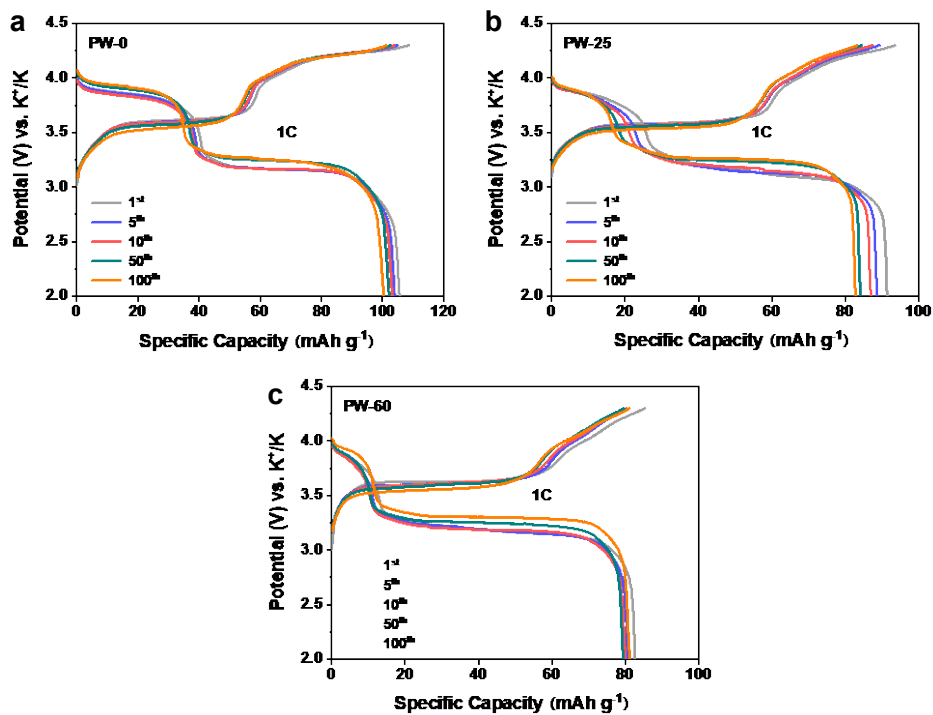 a
PW-0
1C
1st
5th
10th
50th
100th
4.5
4.0
3.5
3.0
2.5
2.0
0 20 40 60 80 100 120
Potential (V) vs. K+/K
Specific Capacity (mAh g-1)
b
PW-25
1C
1st
5th
10th
50th
100th
4.5
4.0
3.5
3.0
2.5
2.0
0 20 40 60 80 100
Potential (V) vs. K+/K
Specific Capacity (mAh g-1)
c
PW-60
1C
1st
5th
10th
50th
100th
4.5
4.0
3.5
3.0
2.5
2.0
0 20 40 60 80 100
Potential (V) vs. K+/K
Specific Capacity (mAh g-1)